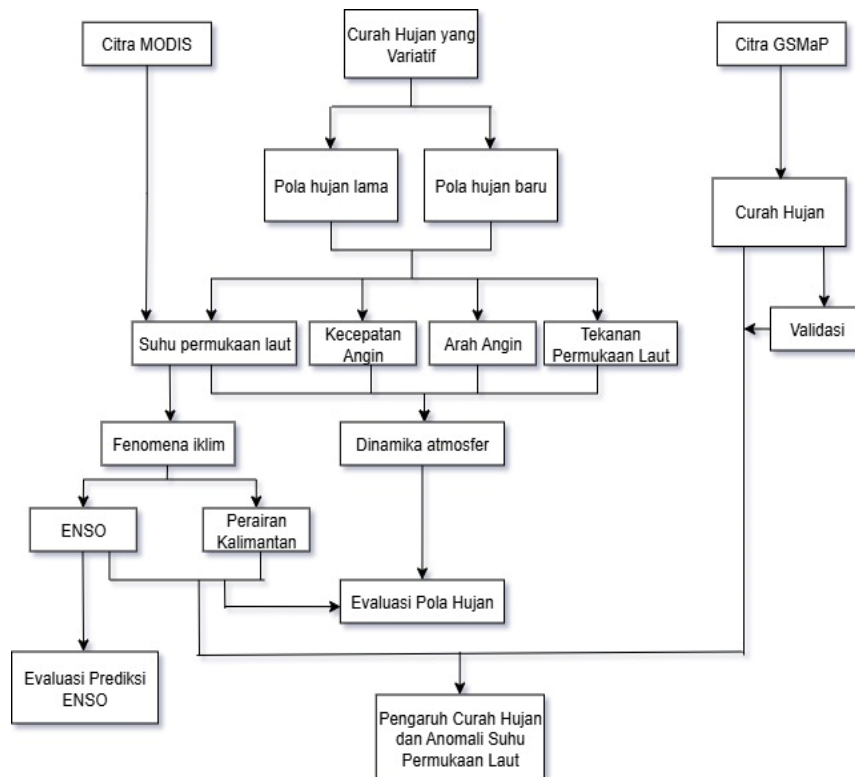 Citra MODIS
Curah Hujan yang
Variatif
Citra GSMaP
Pola hujan lama
Pola hujan baru
Curah Hujan
Suhu permukaan laut
Kecepatan
Angin
Arah Angin
Tekanan
Permukaan Laut
Validasi
Fenomena iklim
Dinamika atmosfer
ENSO
Perairan
Kalimantan
Evaluasi Pola Hujan
Evaluasi Prediksi
ENSO
Pengaruh Curah Hujan
dan Anomali Suhu
Permukaan Laut